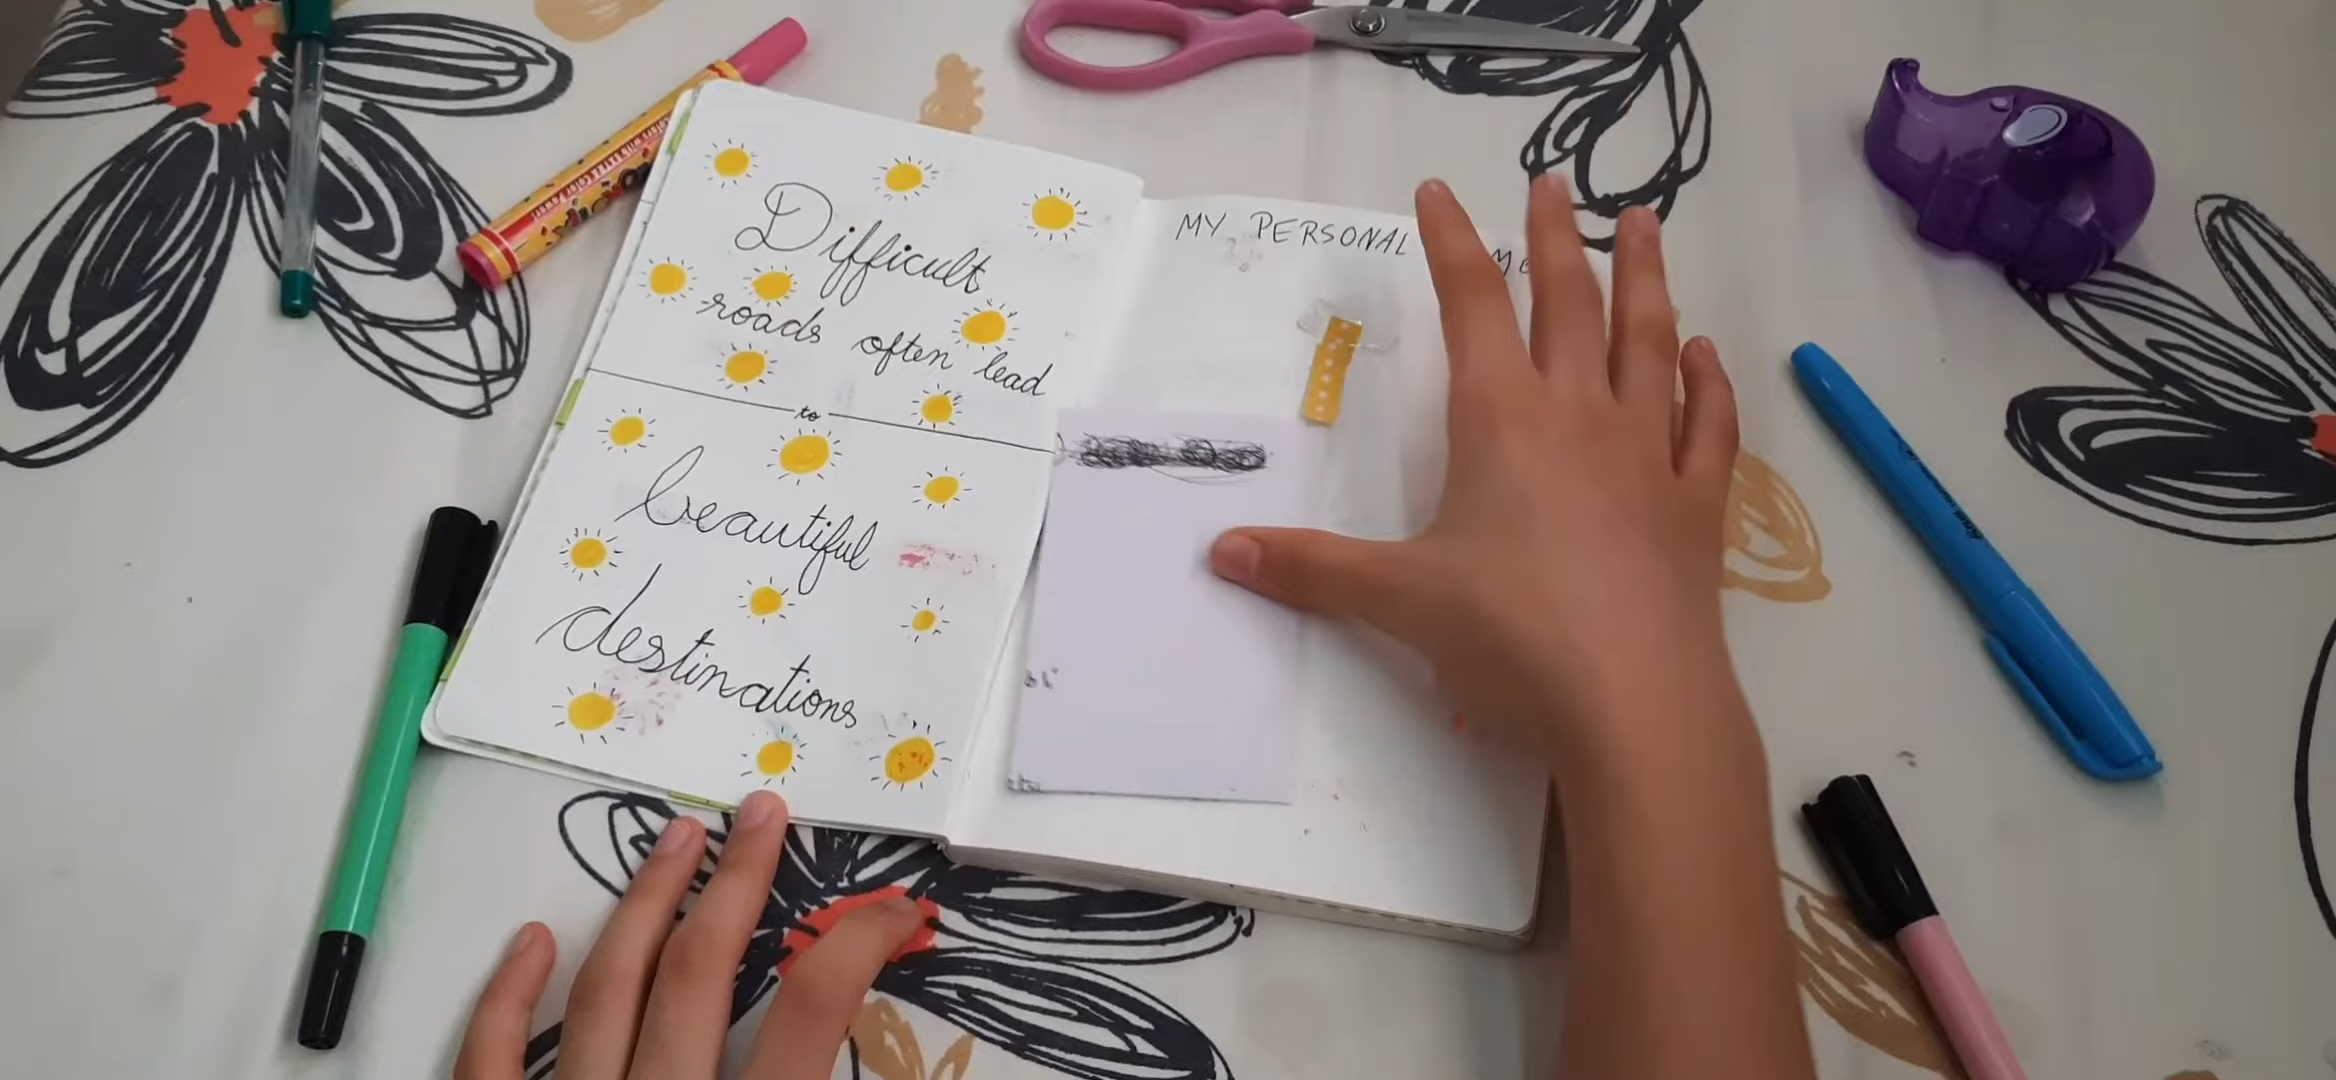 Difficult
roads often lead
to
beautiful
destinations
MY PERSONAL